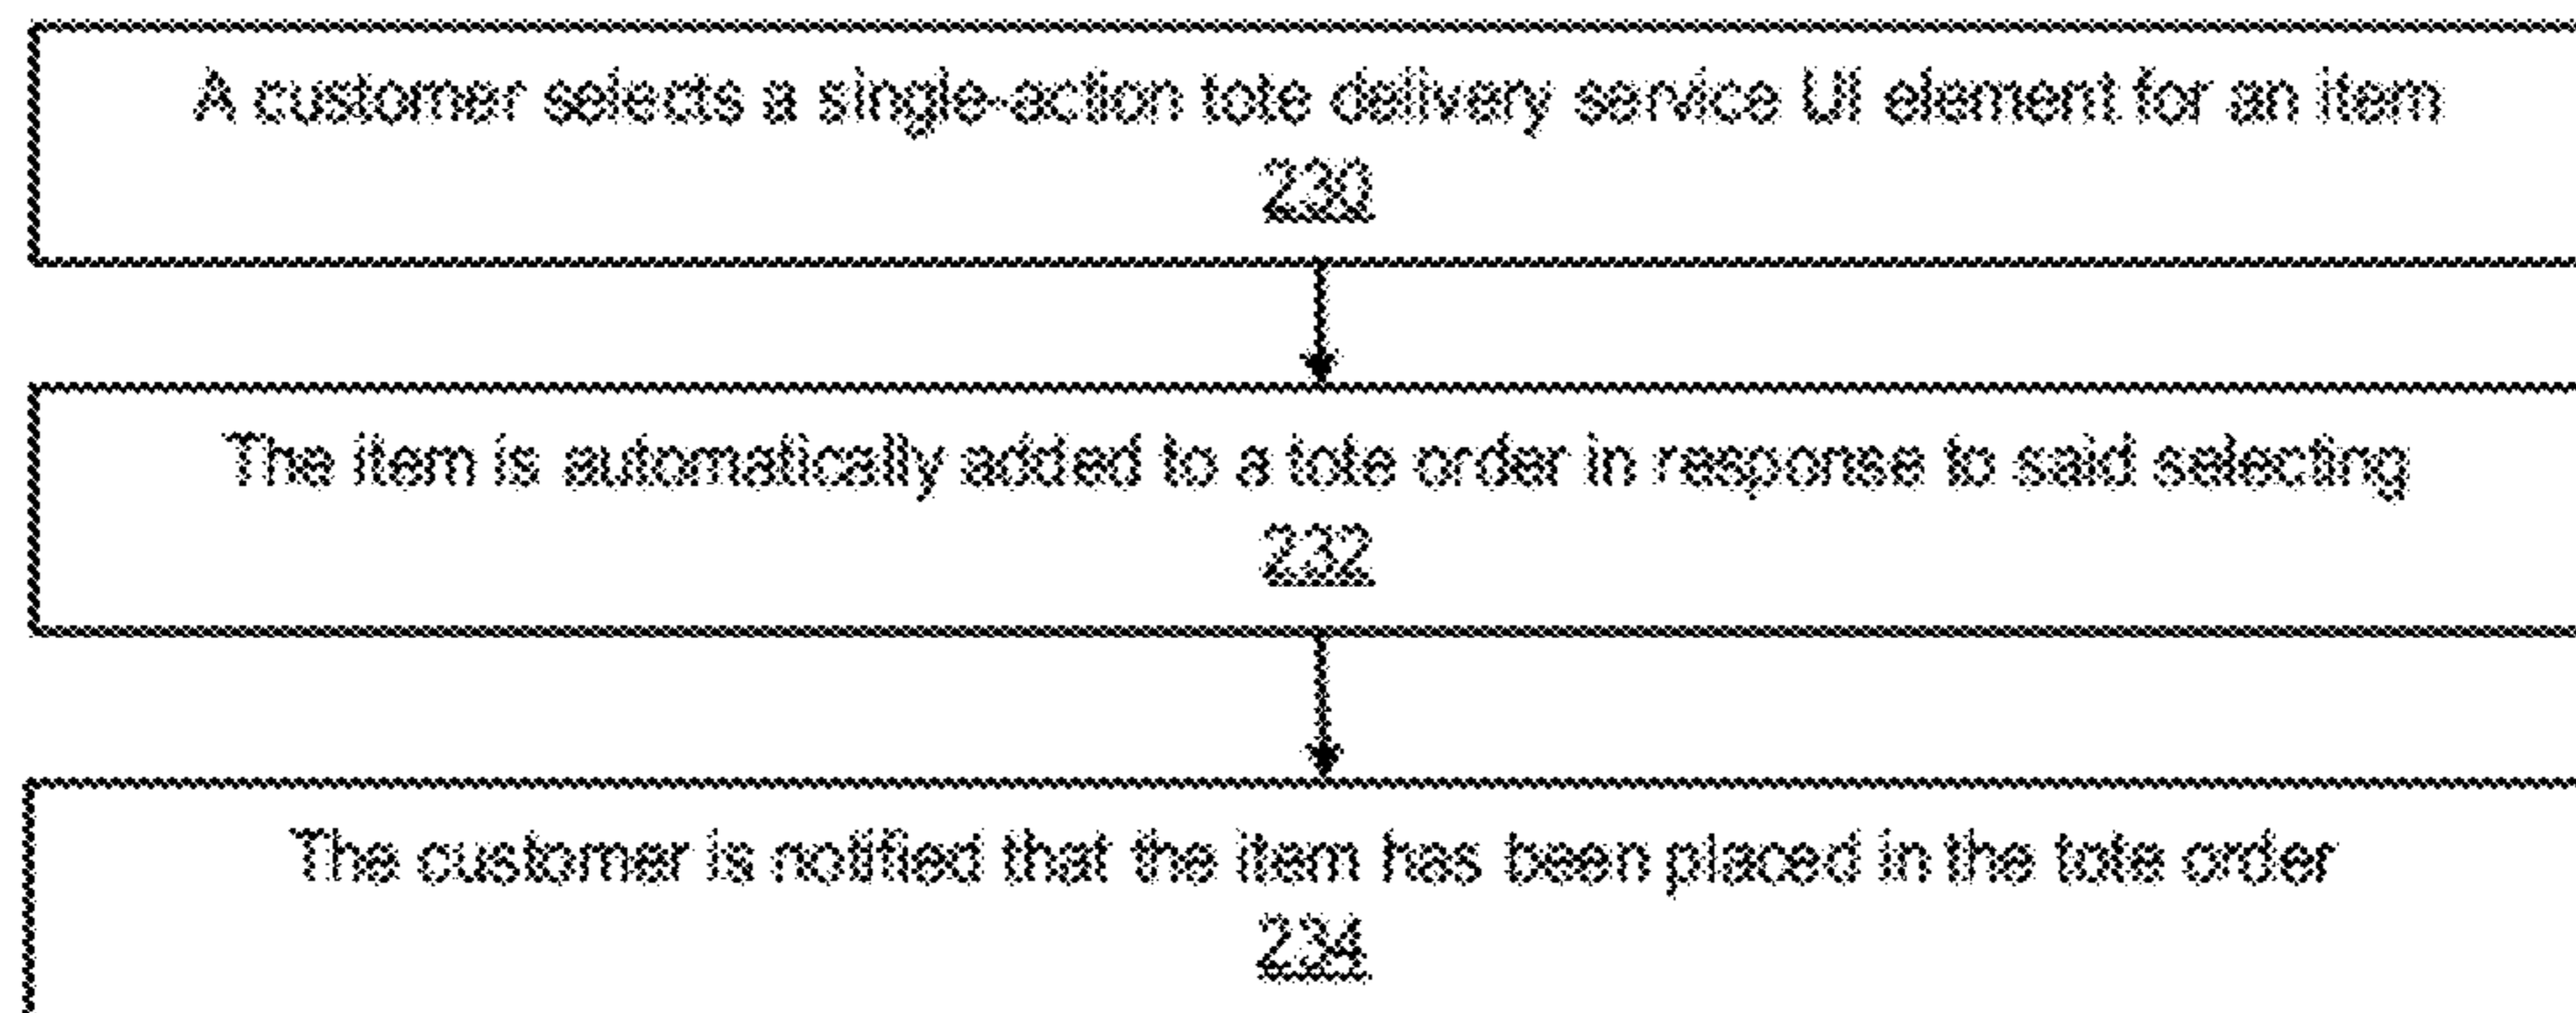 A customer selects a single-action tote delivery service UI element for an item
230
The item is automatically added to a tote order in response to said selecting
232
The customer is notified that the item has been placed in the tote order
234